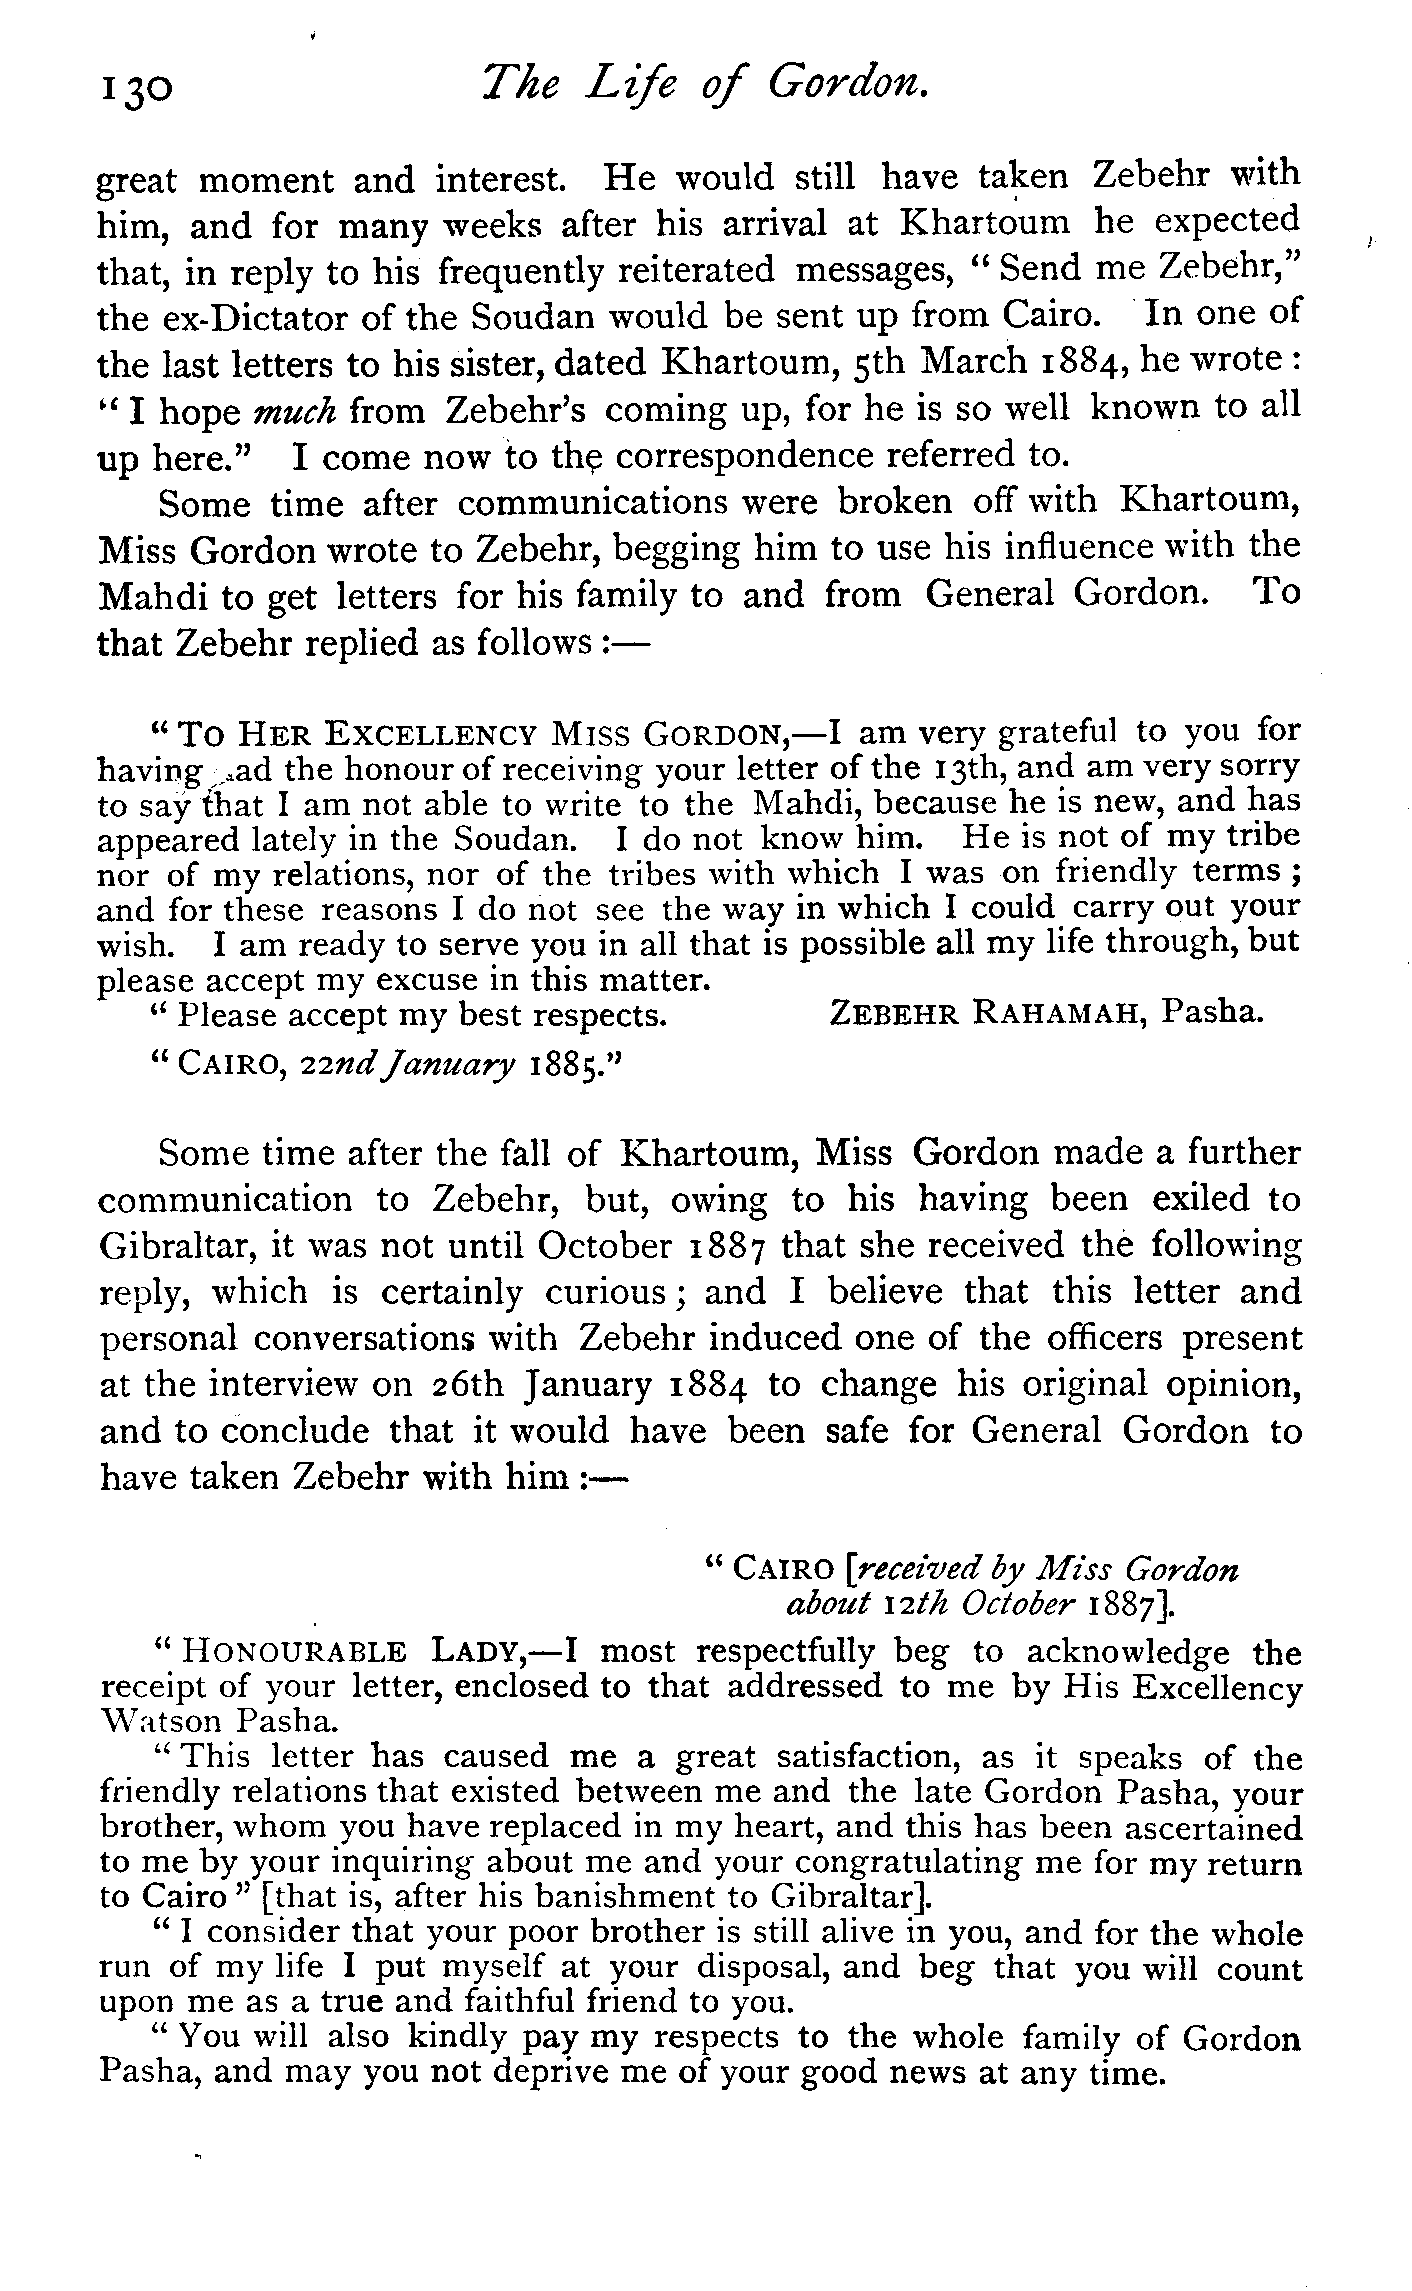 130 The Life of Gordon.
great moment and interest. He would still have taken Zebehr with
him, and for many weeks after his arrival at Khartoum he expected
that, in reply to his frequently reiterated messages, “ Send me Zebehr,”
the ex-Dictator of the Soudan would be sent up from Cairo. In one of
the last letters to his sister, dated Khartoum, 5th March 1884, he wrote :
“ I hope much from Zebehr’s coming up, for he is so well known to all
up here.” I come now to the correspondence referred to.
Some time after communications were broken off with Khartoum,
Miss Gordon wrote to Zebehr, begging him to use his influence with the
Mahdi to get letters for his family to and from General Gordon. To
that Zebehr replied as follows :—
“ To Her Excellency Miss Gordon,—I am very grateful to you for
having ad the honour of receiving your letter of the 13th, and am very sorry
to say that I am not able to write to the Mahdi, because he is new, and has
appeared lately in the Soudan. I do not know him. He is not of my tribe
nor of my relations, nor of the tribes with which I was on friendly terms ;
and for these reasons I do not see the way in which I could carry out your
wish. I am ready to serve you in all that is possible all my life through, but
please accept my excuse in this matter.
“ Please accept my best respects. Zebehr Rahamah, Pasha.
“ Cairo, 22nd January 1885.”
Some time after the fall of Khartoum, Miss Gordon made a further
communication to Zebehr, but, owing to his having been exiled to
Gibraltar, it was not until October 1887 that she received the following
reply, which is certainly curious ; and I believe that this letter and
personal conversations with Zebehr induced one of the officers present
at the interview on 26th January 1884 to change his original opinion,
and to conclude that it would have been safe for General Gordon to
have taken Zebehr with him :—
“ Cairo [received by Miss Gordon
about 12th October 1887].
“ Honourable Lady,—I most respectfully beg to acknowledge the
receipt of your letter, enclosed to that addressed to me by His Excellency
Watson Pasha.
“ This letter has caused me a great satisfaction, as it speaks of the
friendly relations that existed between me and the late Gordon Pasha, your
brother, whom you have replaced in my heart, and this has been ascertained
to me by your inquiring about me and your congratulating me for my return
to Cairo ” [that is, after his banishment to Gibraltar].
“ I consider that your poor brother is still alive in you, and for the whole
run of my life I put myself at your disposal, and beg that you will count
upon me as a true and faithful friend to you.
“ You will also kindly pay my respects to the whole family of Gordon
Pasha, and may you not deprive me of your good news at any time.